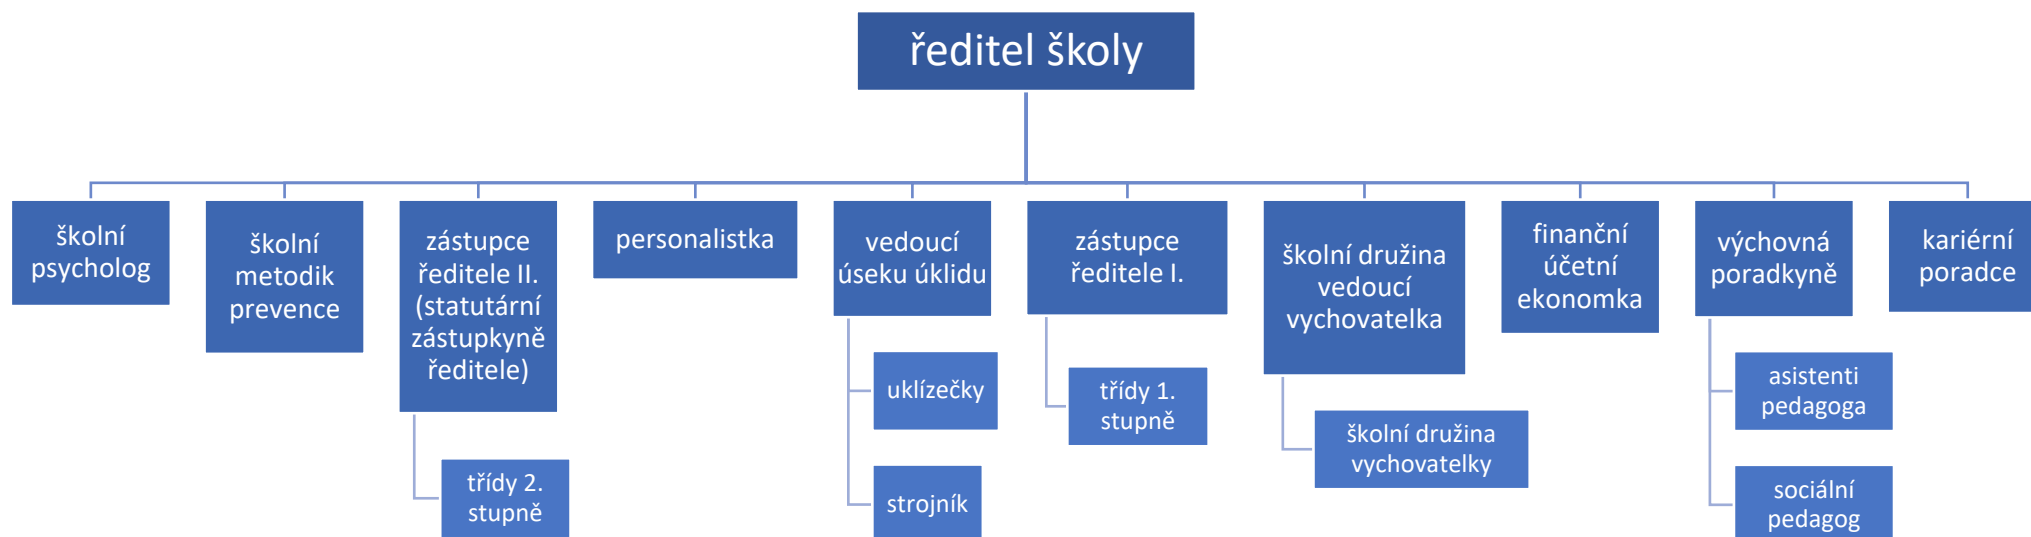 ředitel školy
školní
psycholog
školní
metodik
prevence
zástupce
ředitele II.
(statutární
zástupkyně
ředitele)
třídy 2.
stupně
personalistka
vedoucí
úseku úklidu
uklízečky
strojník
zástupce
ředitele I.
třídy 1.
stupně
školní družina
vedoucí
vychovatelka
školní družina
vychovatelky
finanční
účetní
ekonomka
výchovná
poradkyně
asistenti
pedagoga
sociální
pedagog
kariérní
poradce